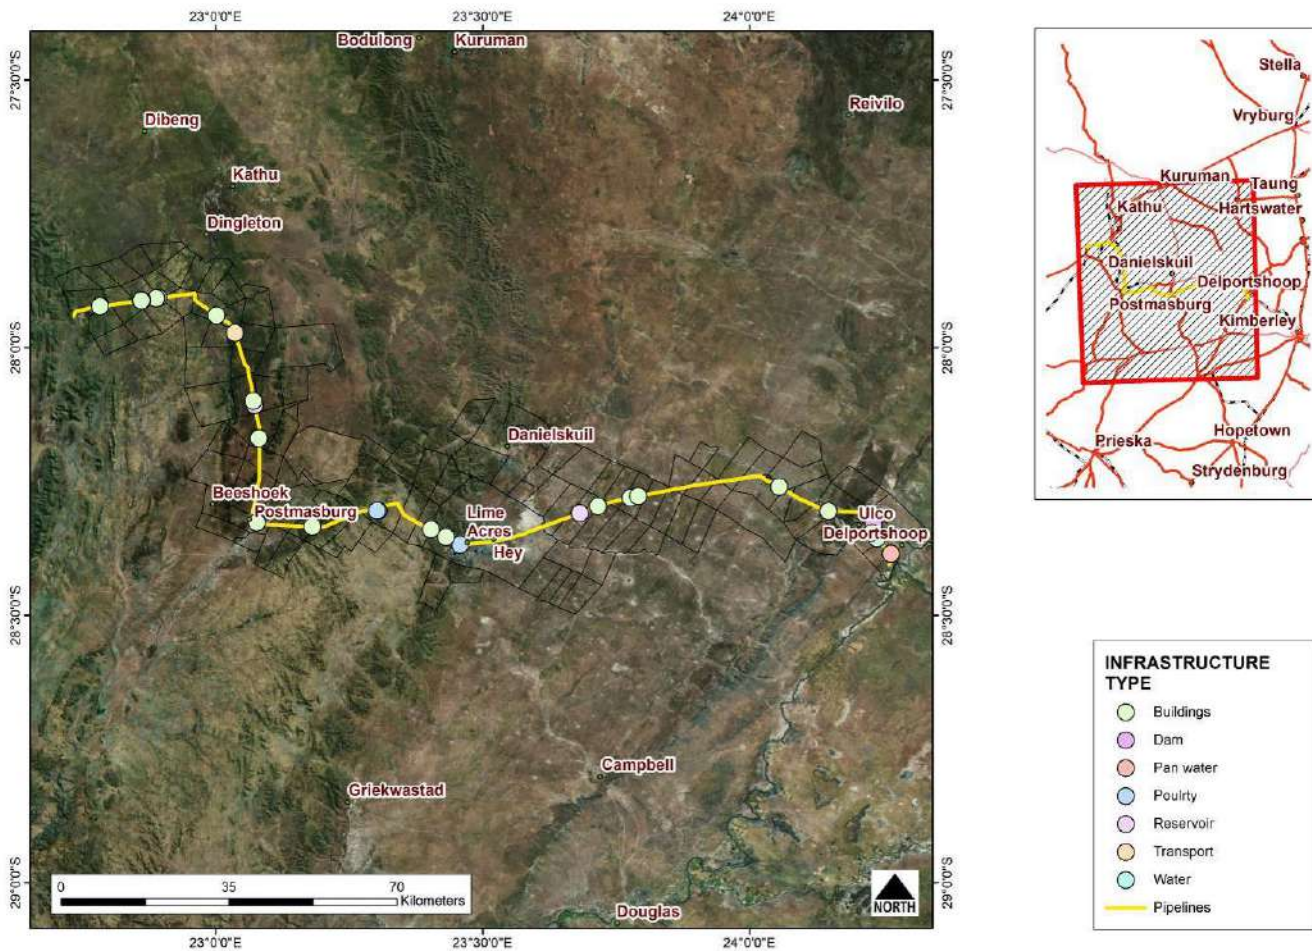 23°0'0"E
23°30'0"E
24°0'0"E
Bodulong
Kuruman
27°30'0"S
27°30'0"S
Reivilo
Dibeng
Kathu
Dingleton
28°0'0"S
28°0'0"S
Danielskuil
Beeshoek
Postmasburg
Lime
Acres
Hey
Ulco
Delportshoop
28°30'0"S
28°30'0"S
Campbell
Griekwastad
29°0'0"S
29°0'0"S
0
35
70
Kilometers
NORTH
Douglas
23°0'0"E
23°30'0"E
24°0'0"E
Stella
Vryburg
Kuruman
Taung
Kathu
Hartswater
Danielskuil
Delportshoop
Postmasburg
Kimberley
Hopetown
Prieska
Strydenburg
INFRASTRUCTURE
TYPE
Buildings
Dam
Pan water
Poulrty
Reservoir
Transport
Water
Pipelines